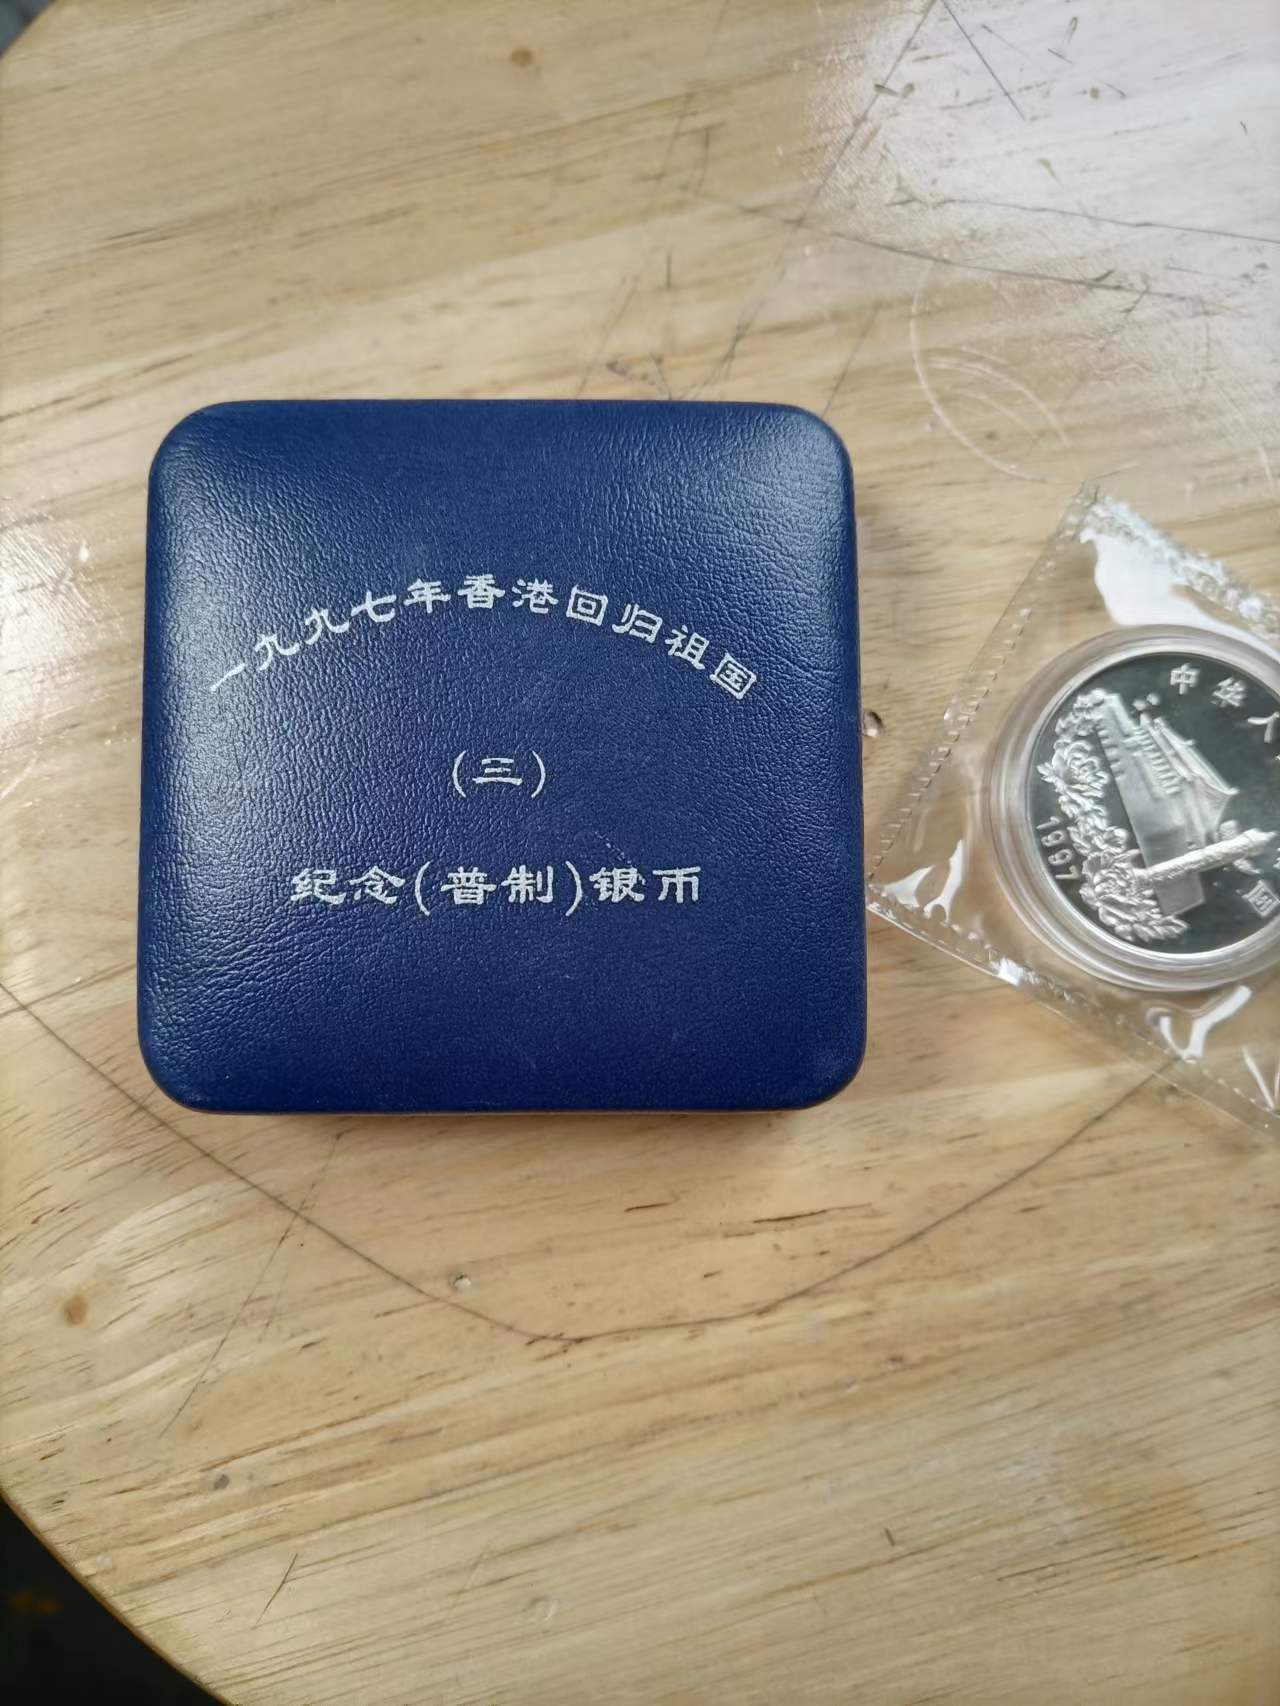 一九九七年香港回归祖国
(三)
纪念(普制)银币
中华人
国
1997